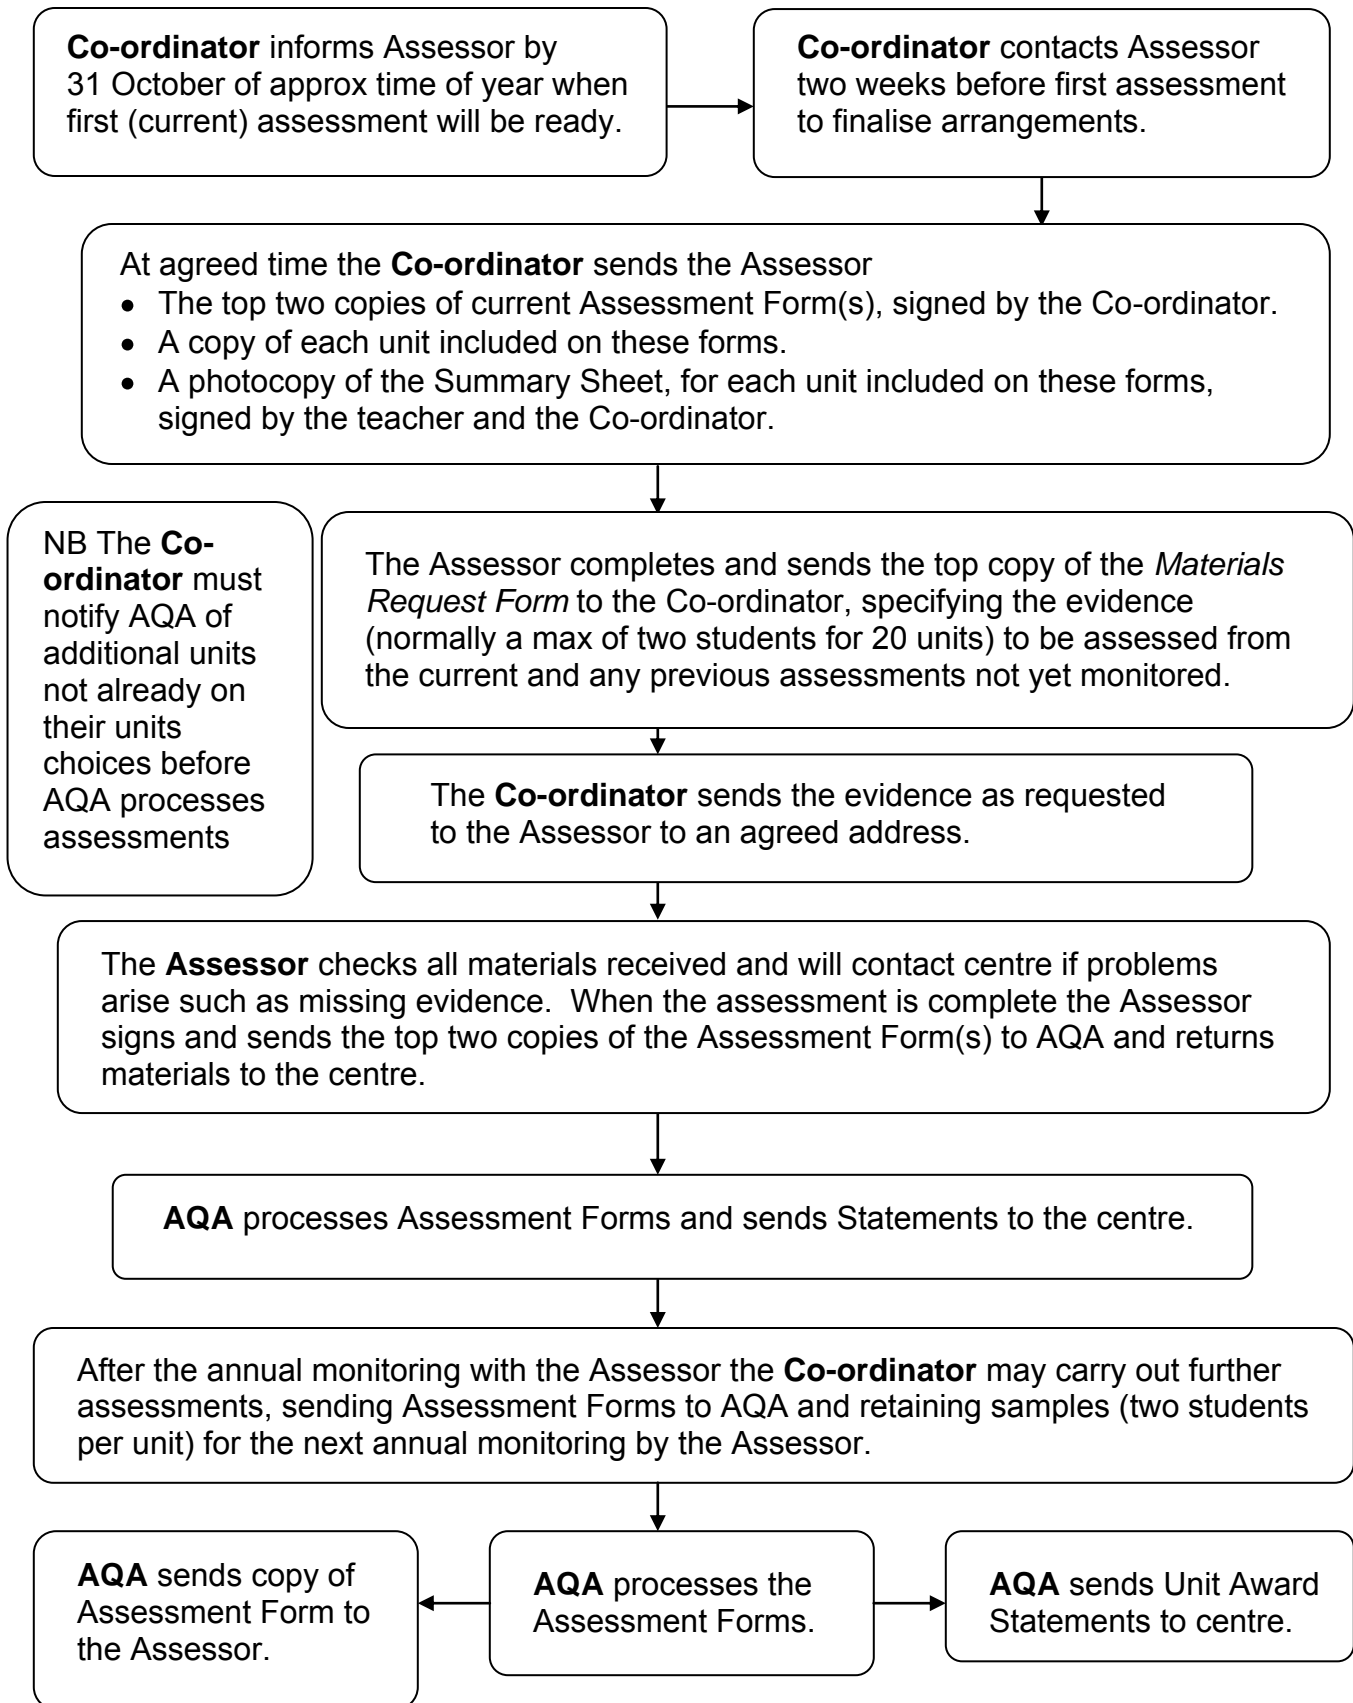 Co-ordinator informs Assessor by
31 October of approx time of year when
first (current) assessment will be ready.
Co-ordinator contacts Assessor
two weeks before first assessment
to finalise arrangements.
At agreed time the Co-ordinator sends the Assessor
• The top two copies of current Assessment Form(s), signed by the Co-ordinator.
• A copy of each unit included on these forms.
• A photocopy of the Summary Sheet, for each unit included on these forms,
signed by the teacher and the Co-ordinator.
NB The Co-
ordinator must
notify AQA of
additional units
not already on
their units
choices before
AQA processes
assessments
The Assessor completes and sends the top copy of the Materials
Request Form to the Co-ordinator, specifying the evidence
(normally a max of two students for 20 units) to be assessed from
the current and any previous assessments not yet monitored.
The Co-ordinator sends the evidence as requested
to the Assessor to an agreed address.
The Assessor checks all materials received and will contact centre if problems
arise such as missing evidence.  When the assessment is complete the Assessor
signs and sends the top two copies of the Assessment Form(s) to AQA and returns
materials to the centre.
AQA processes Assessment Forms and sends Statements to the centre.
After the annual monitoring with the Assessor the Co-ordinator may carry out further
assessments, sending Assessment Forms to AQA and retaining samples (two students
per unit) for the next annual monitoring by the Assessor.
AQA sends copy of
Assessment Form to
the Assessor.
AQA processes the
Assessment Forms.
AQA sends Unit Award
Statements to centre.